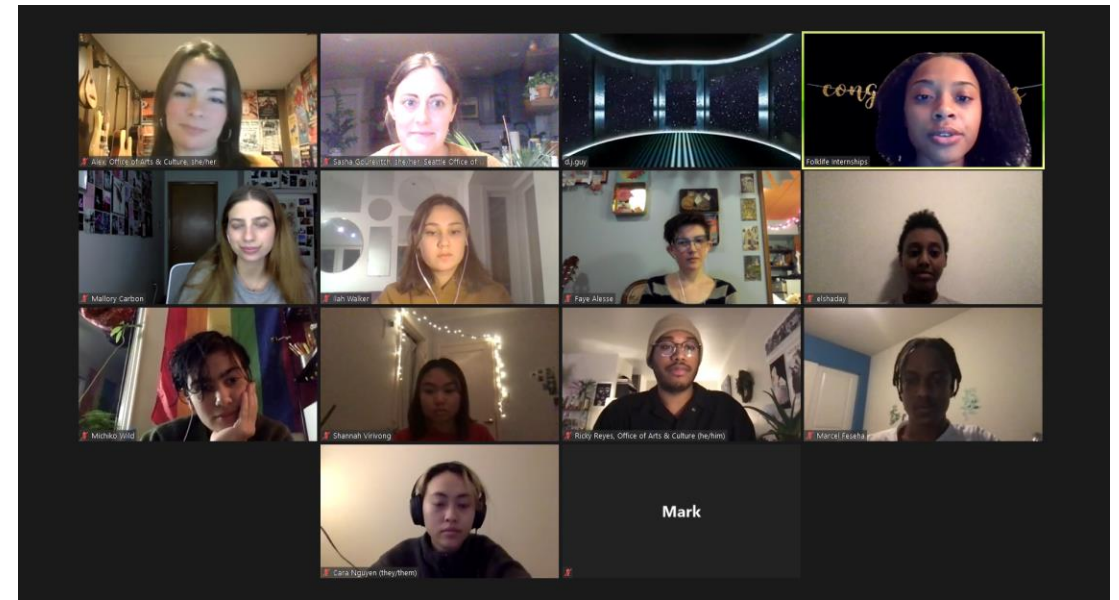 Alex, Office of Arts & Culture, she/her
Sasha Gourevitch, she/her, Seattle Office of ...
d.j.guy
cong
s
Folklife Internships
Mallory Carbon
Ilah Walker
Faye Alesse
elshaday
Michiko Wild
Shannah Virivong
Ricky Reyes, Office of Arts & Culture (he/him)
Marcel Feseha
Cara Nguyen (they/them)
Mark